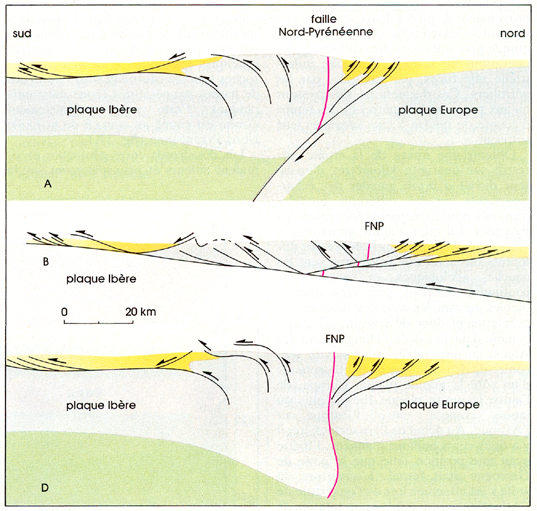 faille
sud
Nord-Pyrénéenne
nord
plaque Ibère
plaque Europe
A
FNP
B
plaque Ibère
0
20 km
FNP
plaque Ibère
plaque Europe
D